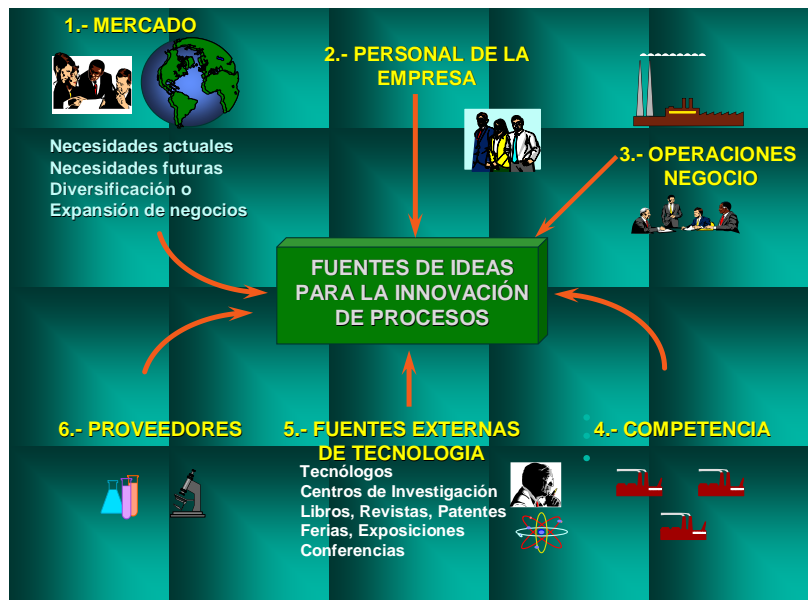 1.- MERCADO
Necesidades actuales
Necesidades futuras
Diversificación o
Expansión de negocios
2.- PERSONAL DE LA
EMPRESA
3.- OPERACIONES
NEGOCIO
FUENTES DE IDEAS
PARA LA INNOVACIÓN
DE PROCESOS
6.- PROVEEDORES
5.- FUENTES EXTERNAS
DE TECNOLOGIA
Tecnólogos
Centros de Investigación
Libros, Revistas, Patentes
Ferias, Exposiciones
Conferencias
4.- COMPETENCIA